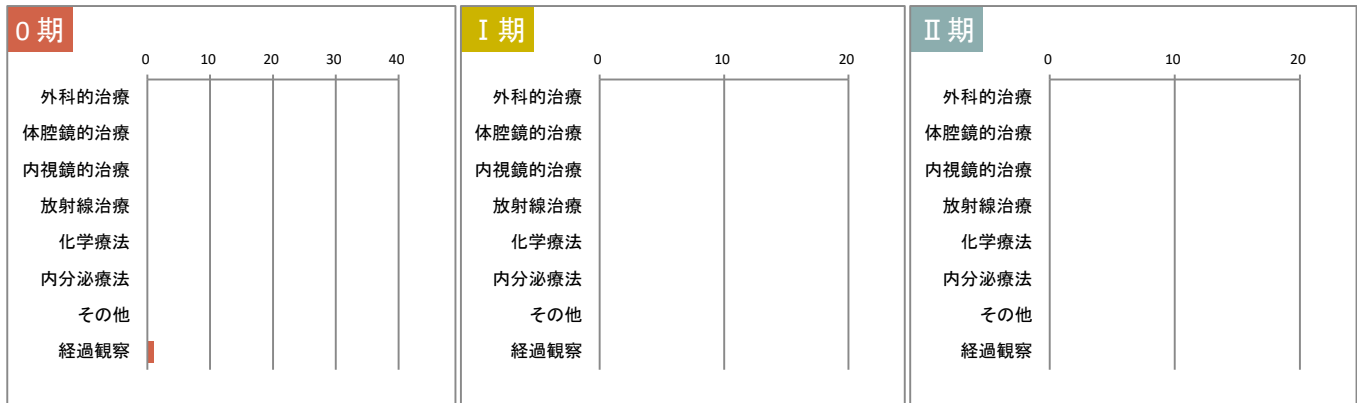 0 期
0 10 20 30 40
外科的治療
体腔鏡的治療
内視鏡的治療
放射線治療
化学療法
内分泌療法
その他
経過観察
Ⅰ 期
0 10 20
外科的治療
体腔鏡的治療
内視鏡的治療
放射線治療
化学療法
内分泌療法
その他
経過観察
Ⅱ 期
0 10 20
外科的治療
体腔鏡的治療
内視鏡的治療
放射線治療
化学療法
内分泌療法
その他
経過観察